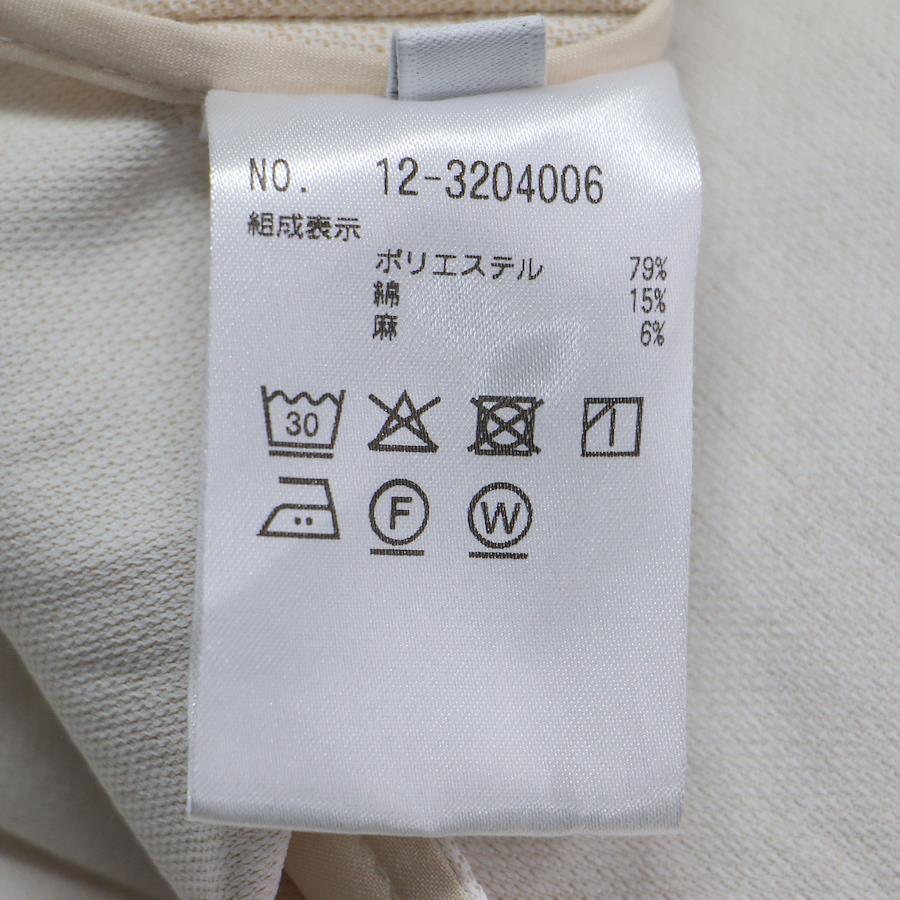 NO. 12-3204006
組成表示
ポリエステル 79%
綿 15%
麻 6%
30
F W